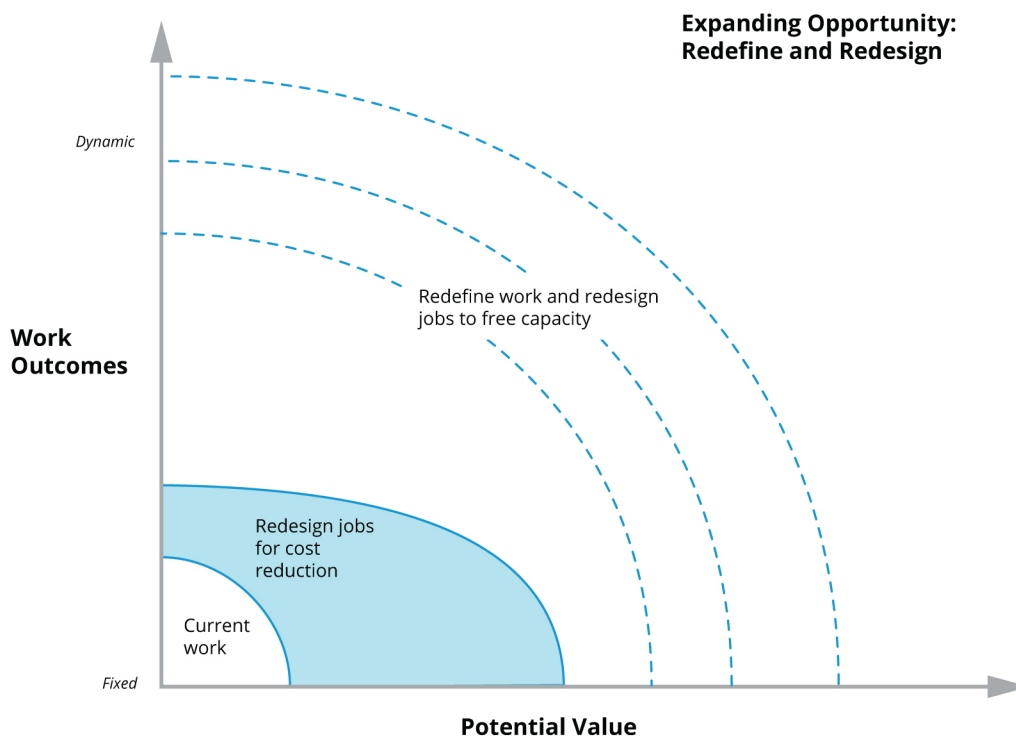 Expanding Opportunity:
Redefine and Redesign
Dynamic
Redefine work and redesign
jobs to free capacity
Work
Outcomes
Redesign jobs
for cost
reduction
Current
work
Fixed
Potential Value